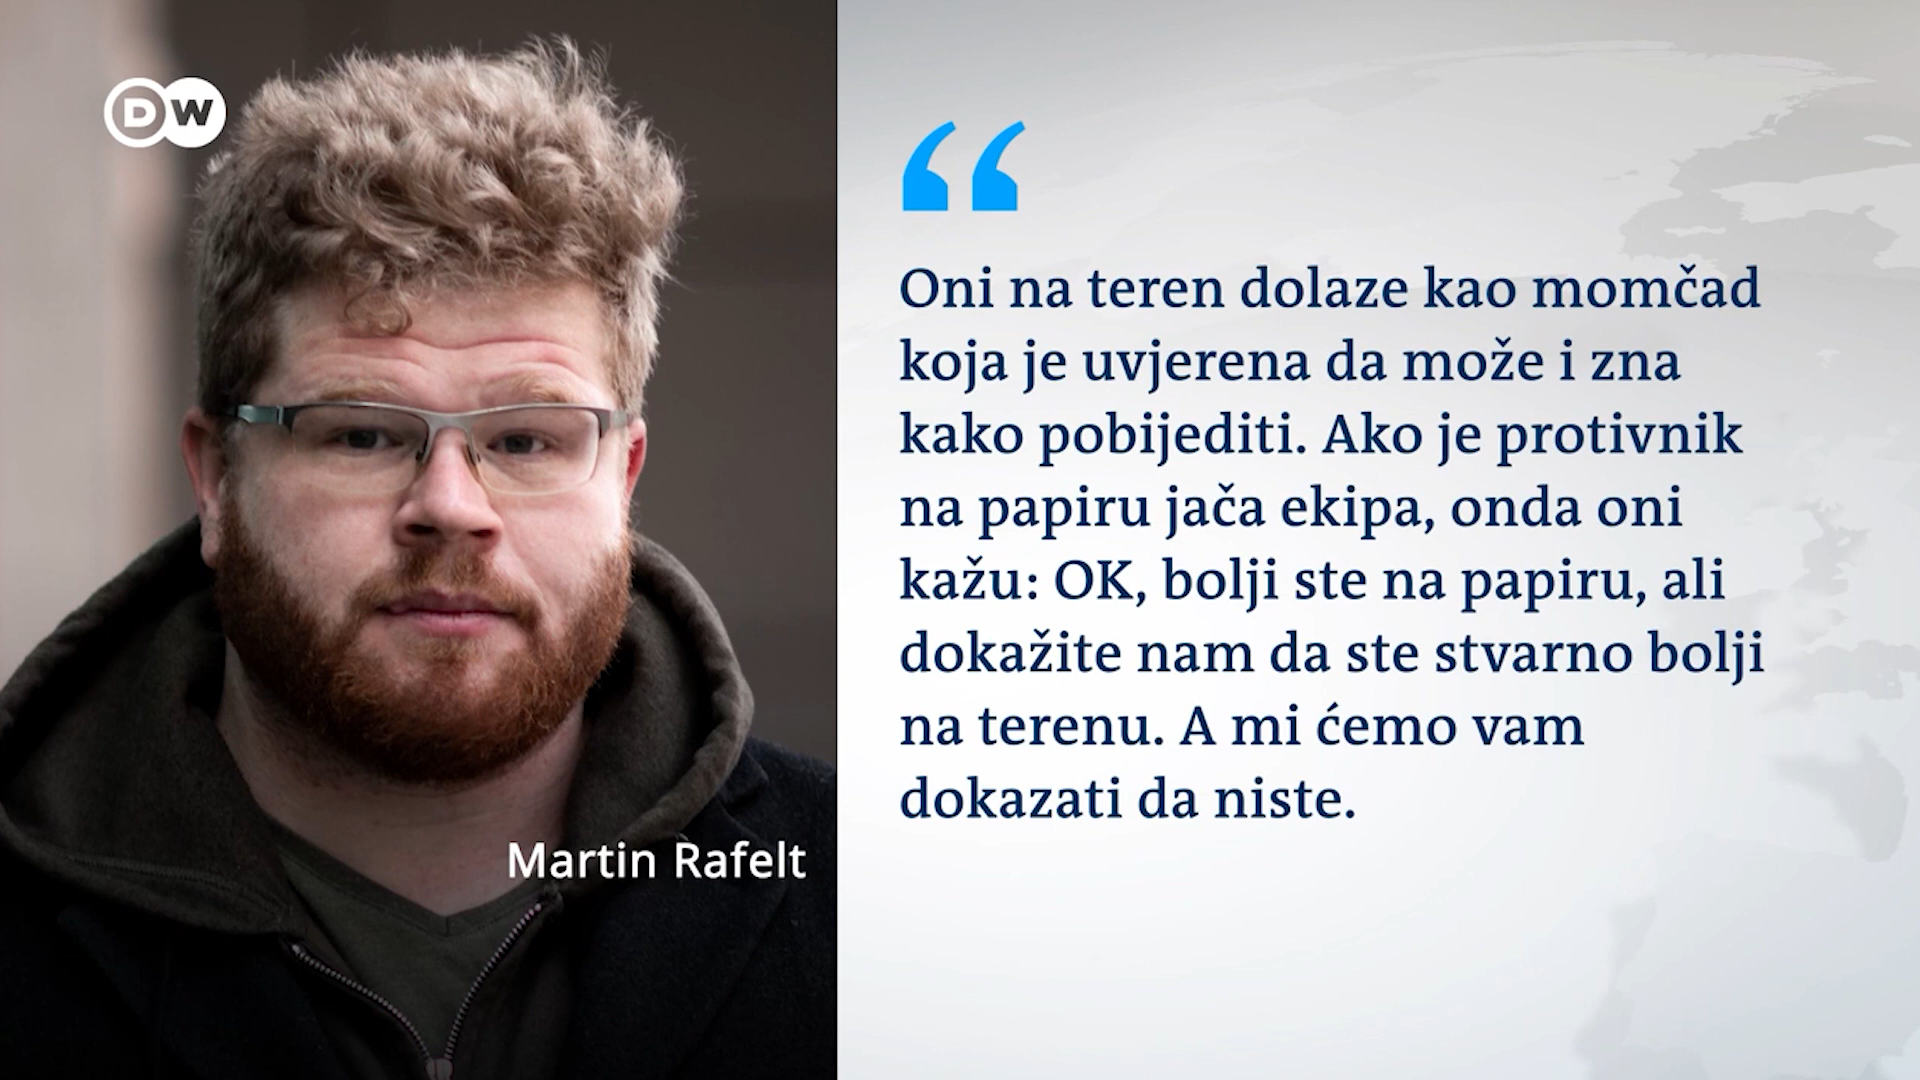 DW
“
Oni na teren dolaze kao momčad
koja je uvjerena da može i zna
kako pobijediti. Ako je protivnik
na papiru jača ekipa, onda oni
kažu: OK, bolji ste na papiru, ali
dokažite nam da ste stvarno bolji
na terenu. A mi ćemo vam
dokazati da niste.
Martin Rafelt